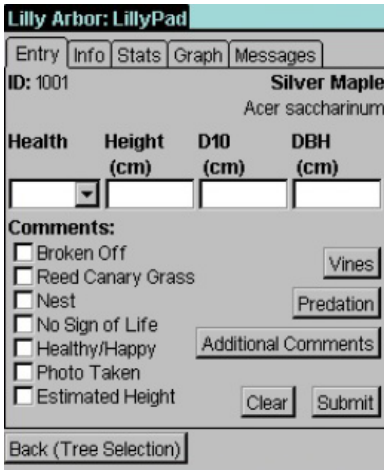 Lilly Arbor: LillyPad
Entry Info Stats Graph Messages
ID: 1001 Silver Maple
Acer saccharinum
Health Height D10 DBH
(cm) (cm) (cm)
Comments:
Broken Off
Vines
Reed Canary Grass
Nest
Predation
No Sign of Life
Healthy/Happy
Additional Comments
Photo Taken
Estimated Height
Clear Submit
Back (Tree Selection)